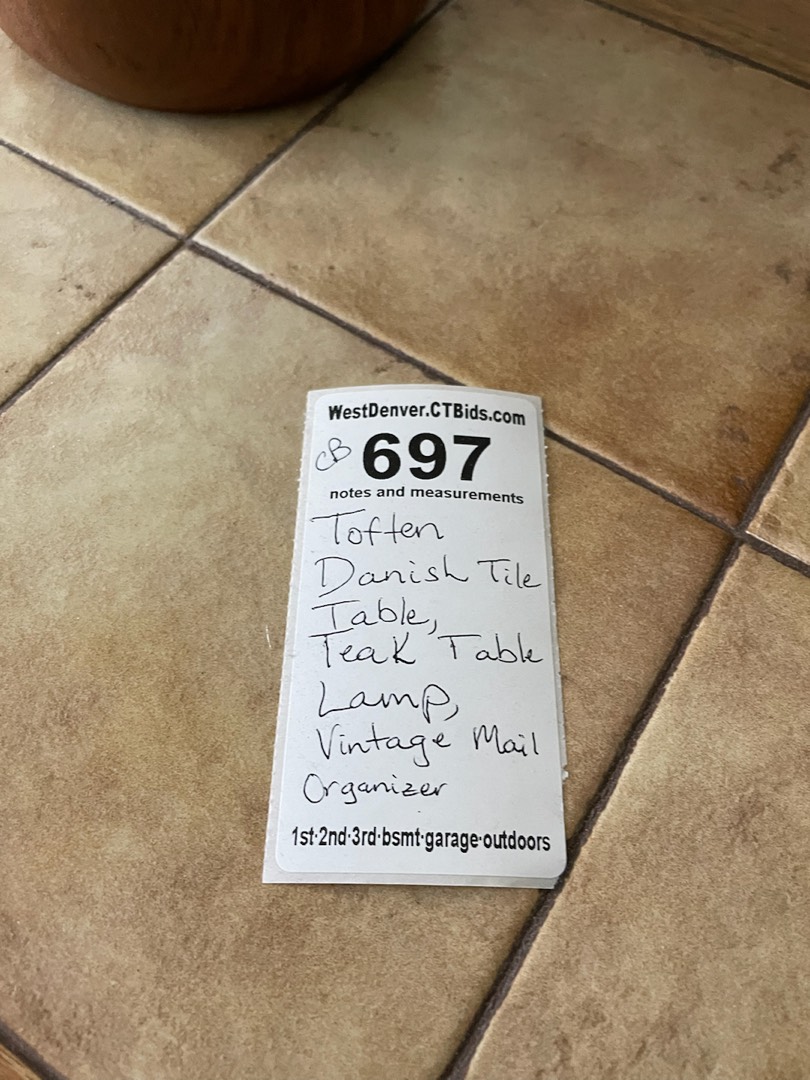 WestDenver.CTBids.com
CB 697
notes and measurements
Toften
Danish Tile
Table,
Teak Table
Lamp,
Vintage Mail
Organizer
1st·2nd·3rd·bsmt·garage·outdoors